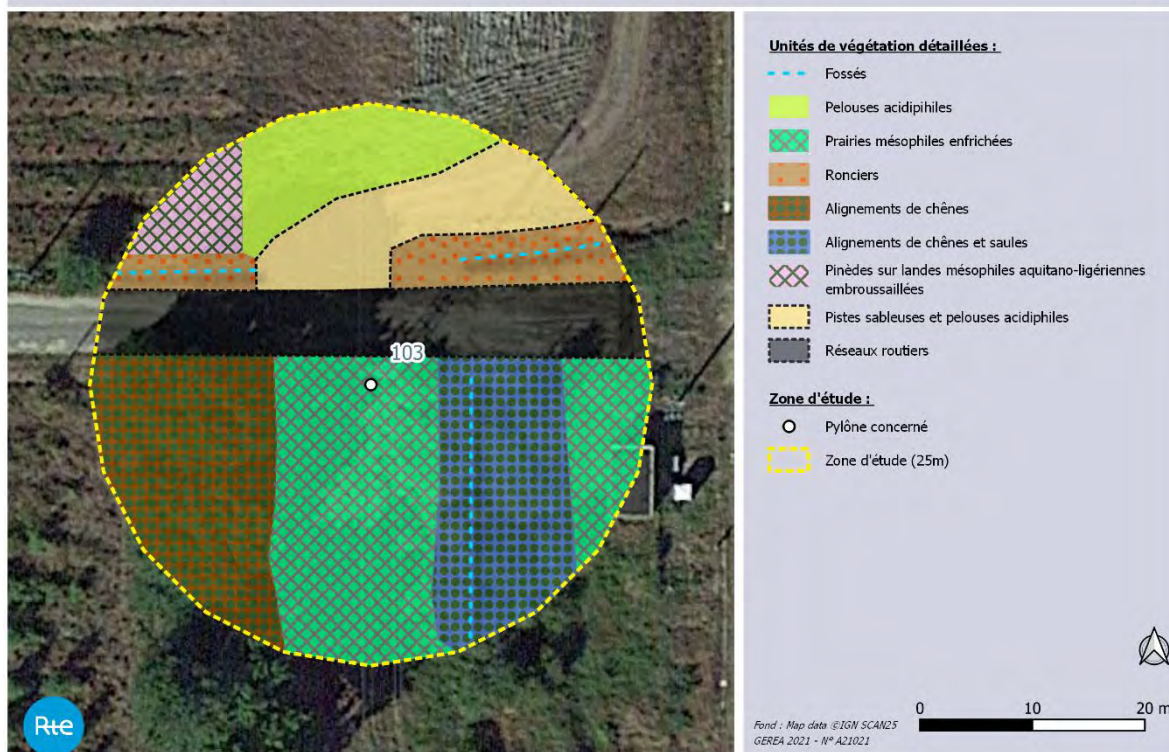 103
Rte
Unités de végétation détaillées :
Fossés
Pelouses acidipihiles
Prairies mésophiles enfrichées
Ronciers
Alignements de chênes
Alignements de chênes et saules
Pinèdes sur landes mésophiles aquitano-ligériennes
embroussaillées
Pistes sableuses et pelouses acidiphiles
Réseaux routiers
Zone d'étude :
Pylône concerné
Zone d'étude (25m)
0 10 20 m
Fond : Map data ©IGN SCAN25
GEREA 2021 - N° A21021